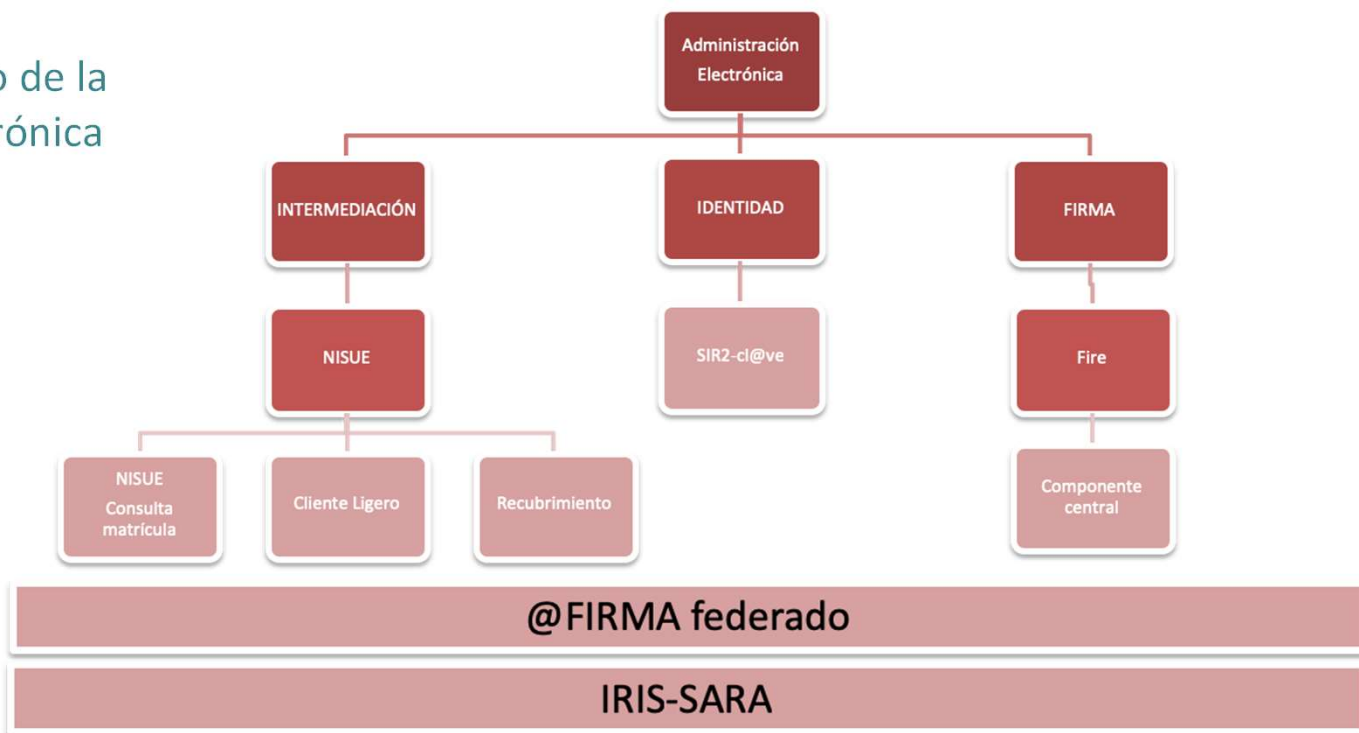 de la
Administración
Electrónica
INTERMEDIACIÓN
IDENTIDAD
FIRMA
NISUE
SIR2-cl@ve
Fire
NISUE
Consulta
matrícula
Cliente Ligero
Recubrimiento
Componente
central
@FIRMA federado
IRIS-SARA